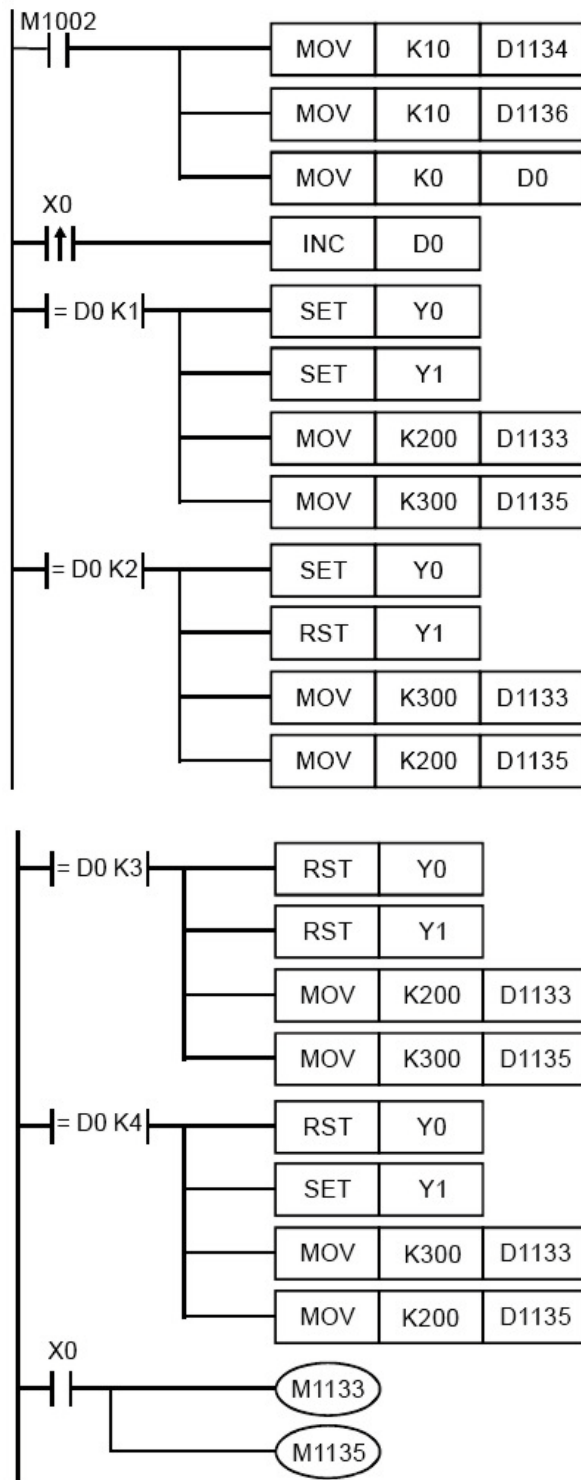 M1002
MOV K10 D1134
MOV K10 D1136
MOV K0 D0
X0
INC D0
= D0 K1 SET Y0
SET Y1
MOV K200 D1133
MOV K300 D1135
= D0 K2 SET Y0
RST Y1
MOV K300 D1133
MOV K200 D1135
= D0 K3 RST Y0
RST Y1
MOV K200 D1133
MOV K300 D1135
= D0 K4 RST Y0
SET Y1
MOV K300 D1133
MOV K200 D1135
X0
M1133
M1135